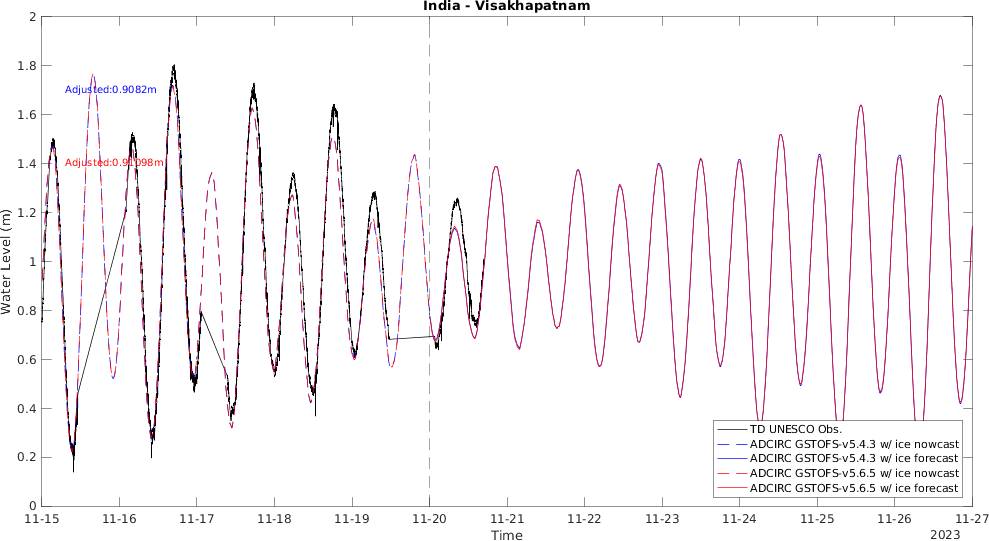 India - Visakhapatnam
2
1.8
1.6
1.4
1.2
1
0.8
0.6
0.4
0.2
0
Water Level (m)
Adjusted:0.9082m
Adjusted:0.91098m
TD UNESCO Obs.
ADCIRC GSTOFS-v5.4.3 w/ ice nowcast
ADCIRC GSTOFS-v5.4.3 w/ ice forecast
ADCIRC GSTOFS-v5.6.5 w/ ice nowcast
ADCIRC GSTOFS-v5.6.5 w/ ice forecast
11-15 11-16 11-17 11-18 11-19 11-20 11-21 11-22 11-23 11-24 11-25 11-26 11-27
Time
2023